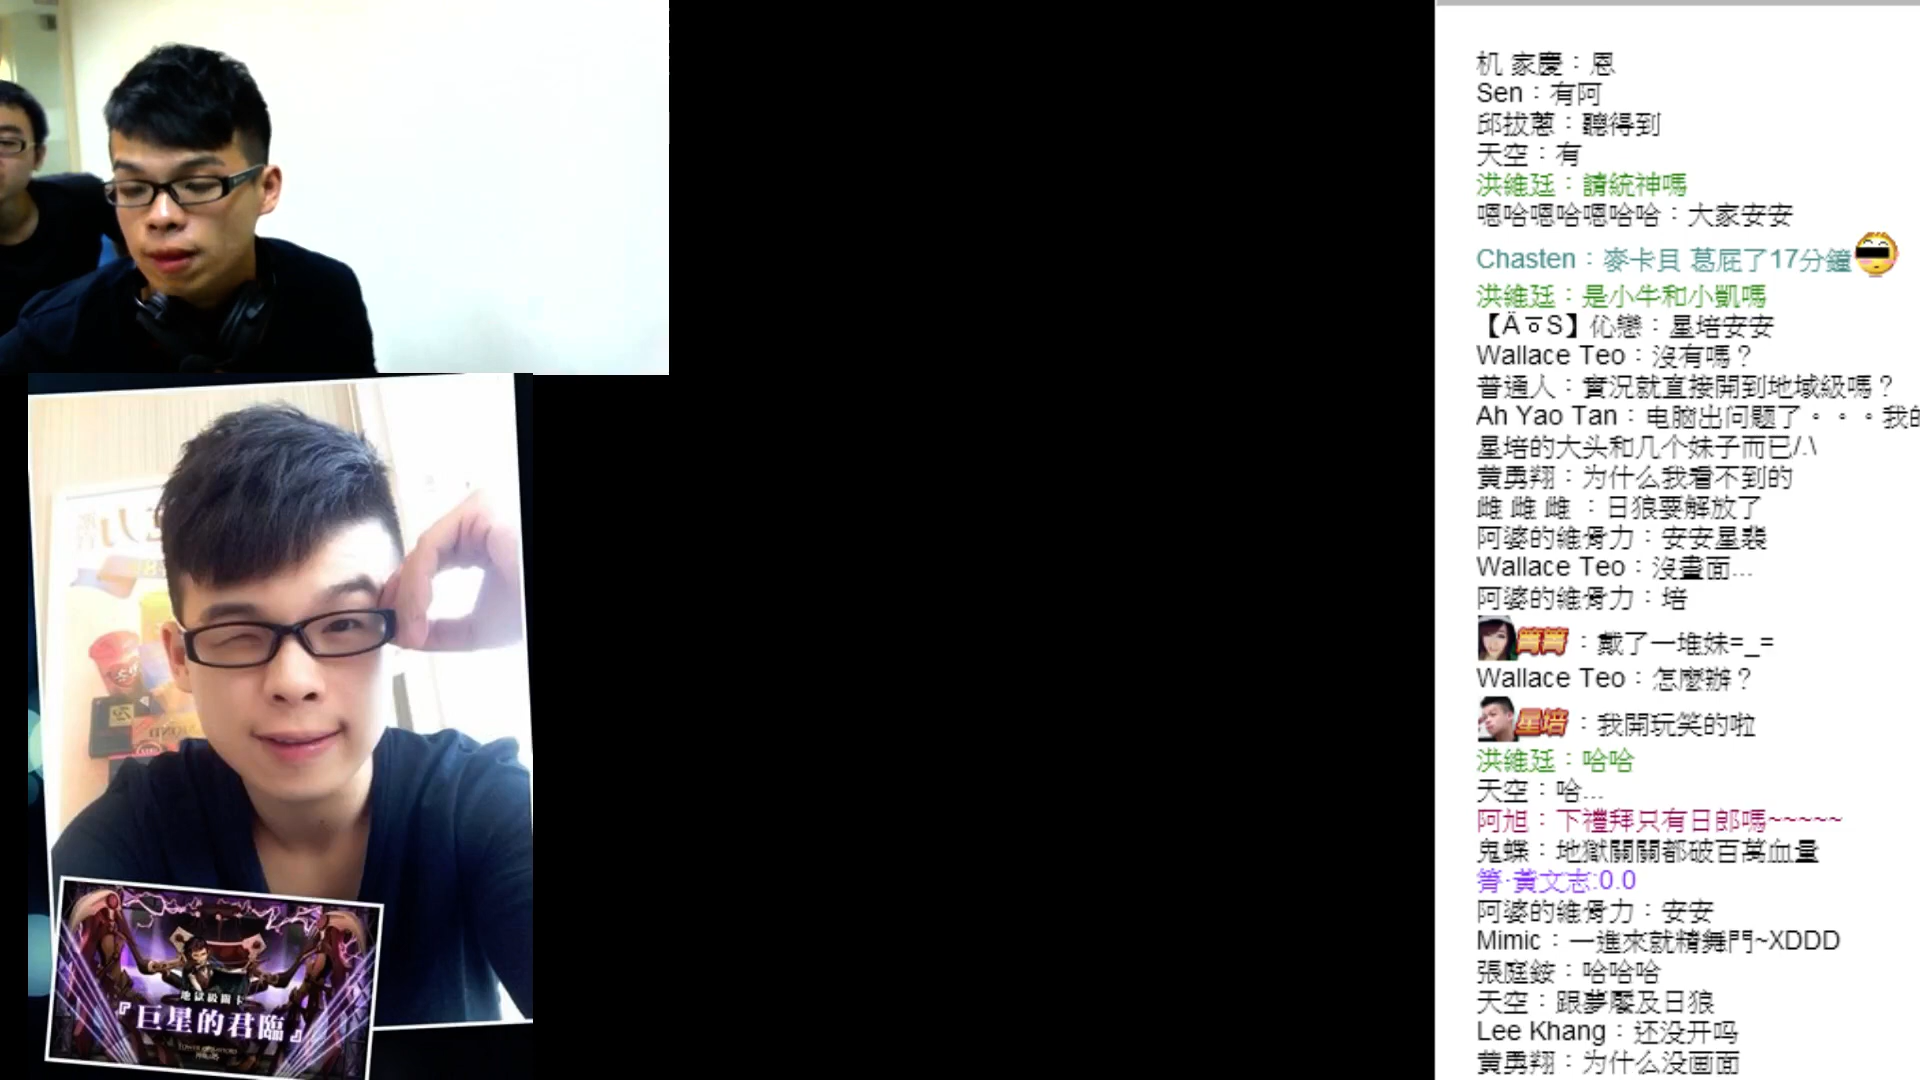 机 家慶：恩
Sen：有阿
邱拔蔥：聽得到
天空：有
洪維廷：請統神嗎
嗯哈嗯哈嗯哈哈：大家安安
Chasten：麥卡貝 葛屁了17分鐘
洪維廷：是小牛和小凱嗎
【ÄㅎS】伈戀：星培安安
Wallace Teo：沒有嗎？
普通人：實況就直接開到地域級嗎？
Ah Yao Tan：电脑出问题了。。。我的
星培的大头和几个妹子而已/.\
黄勇翔：为什么我看不到的
雌 雌 雌 ：日狼要解放了
阿婆的維骨力：安安星裴
Wallace Teo：沒畫面...
阿婆的維骨力：培
箐箐：戴了一堆妹=_=
Wallace Teo：怎麼辦？
星培：我開玩笑的啦
洪維廷：哈哈
天空：哈...
阿旭：下禮拜只有日郎嗎~~~~~
鬼蝶：地獄關關都破百萬血量
箐·黃文志:0.0
阿婆的維骨力：安安
Mimic：一進來就精舞門~XDDD
張庭銨：哈哈哈
天空：跟夢魘及日狼
Lee Khang：还没开吗
黄勇翔：为什么没画面
地獄級關卡
『巨星的君臨』
TOWER OF SAVIORS
神魔之塔